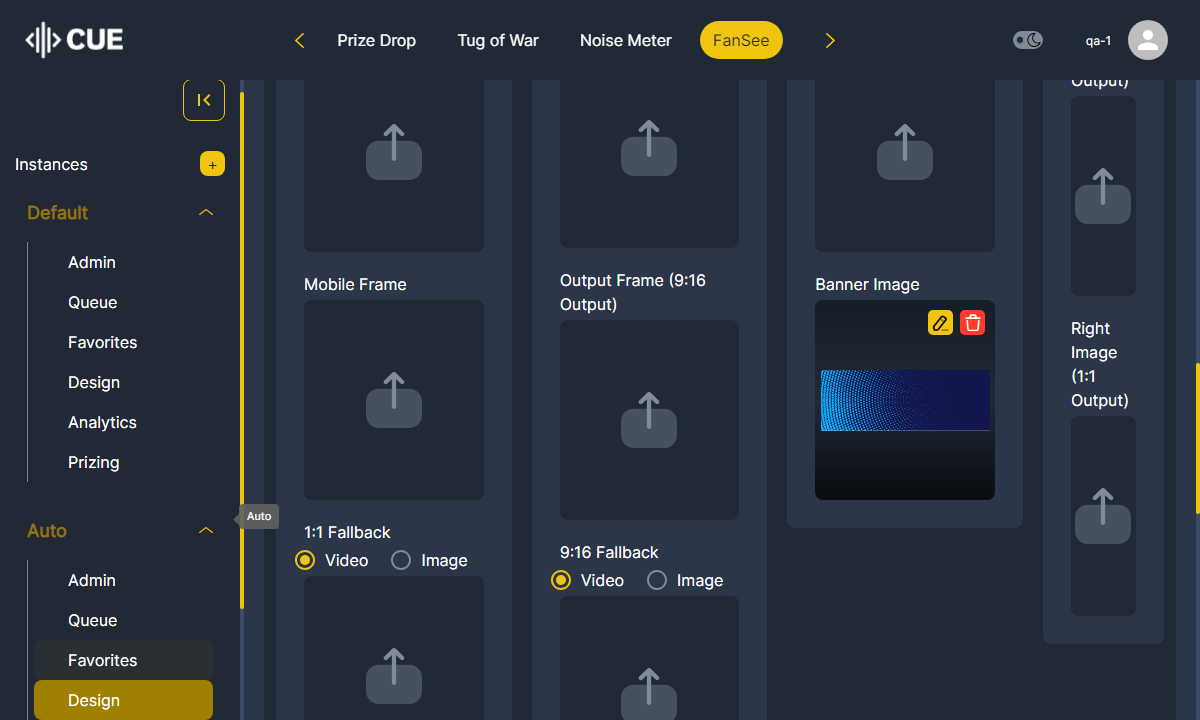 CUE
Prize Drop
Tug of War
Noise Meter
FanSee
qa-1
Instances
+
Default
Admin
Queue
Favorites
Design
Analytics
Prizing
Auto
Admin
Queue
Favorites
Design
Auto
Mobile Frame
1:1 Fallback
Video
Image
Output Frame (9:16
Output)
9:16 Fallback
Video
Image
Banner Image
Output)
Right
Image
(1:1
Output)